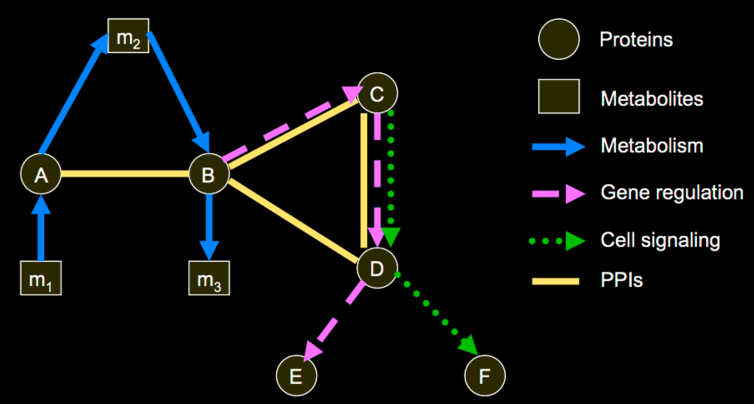 m₂
A
B
C
m₁
m₃
D
E
F
Proteins
Metabolites
Metabolism
Gene regulation
Cell signaling
PPIs